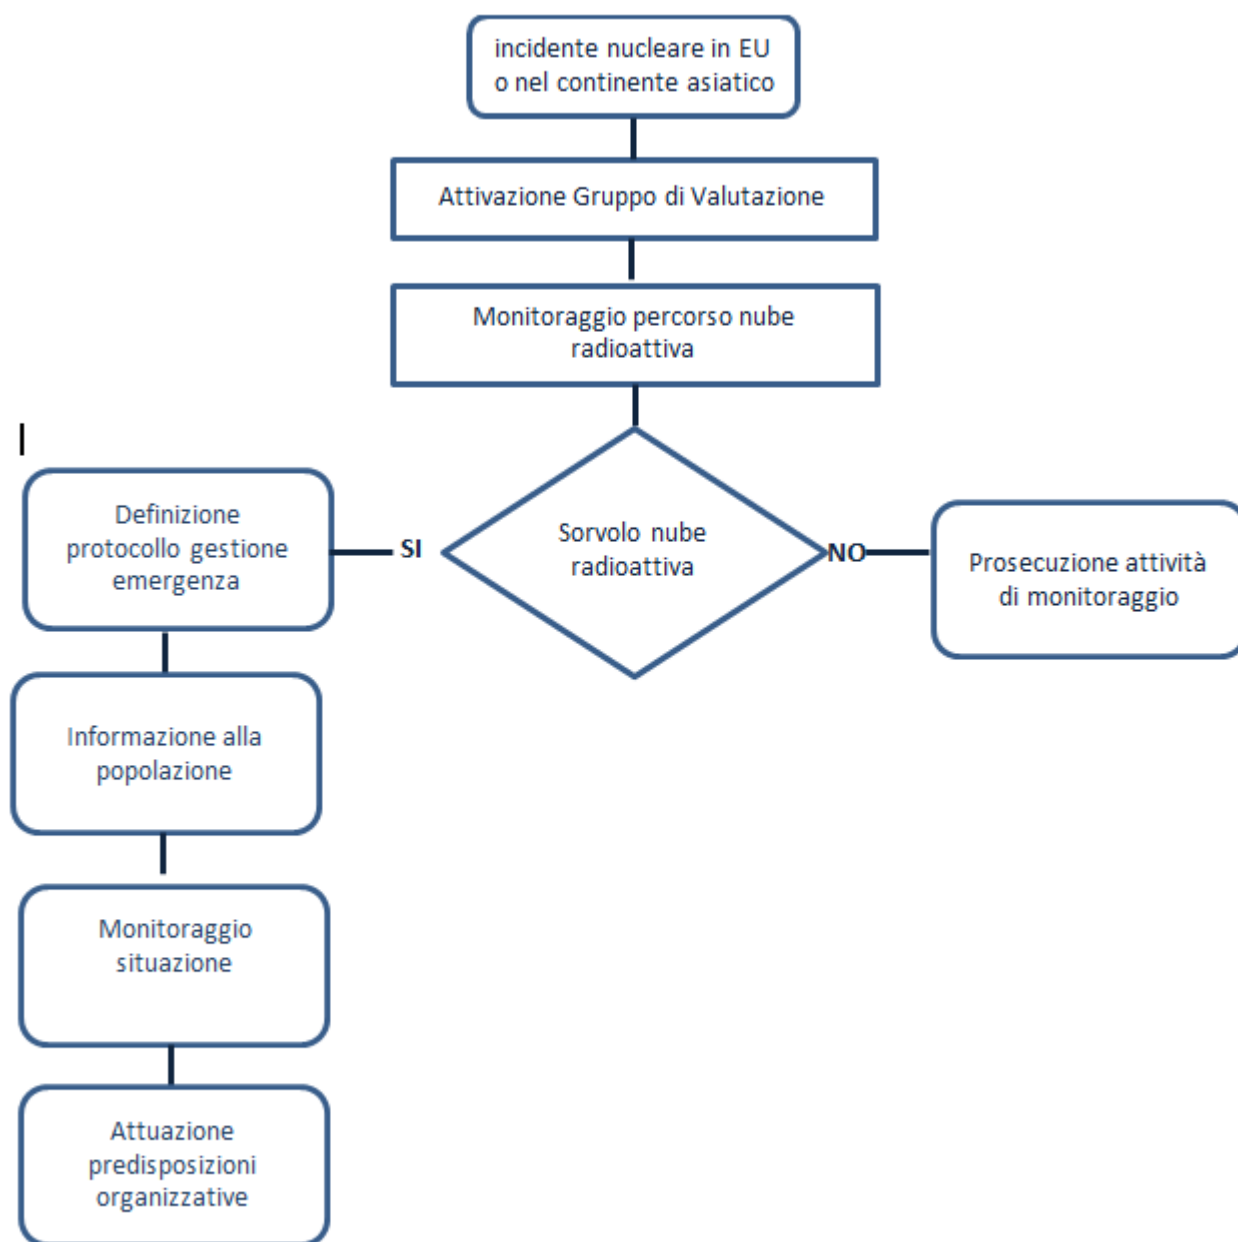 incidente nucleare in EU
o nel continente asiatico
Attivazione Gruppo di Valutazione
Monitoraggio percorso nube
radioattiva
Sorvolo nube
radioattiva
SI
NO
Definizione
protocollo gestione
emergenza
Prosecuzione attività
di monitoraggio
Informazione alla
popolazione
Monitoraggio
situazione
Attuazione
predisposizioni
organizzative